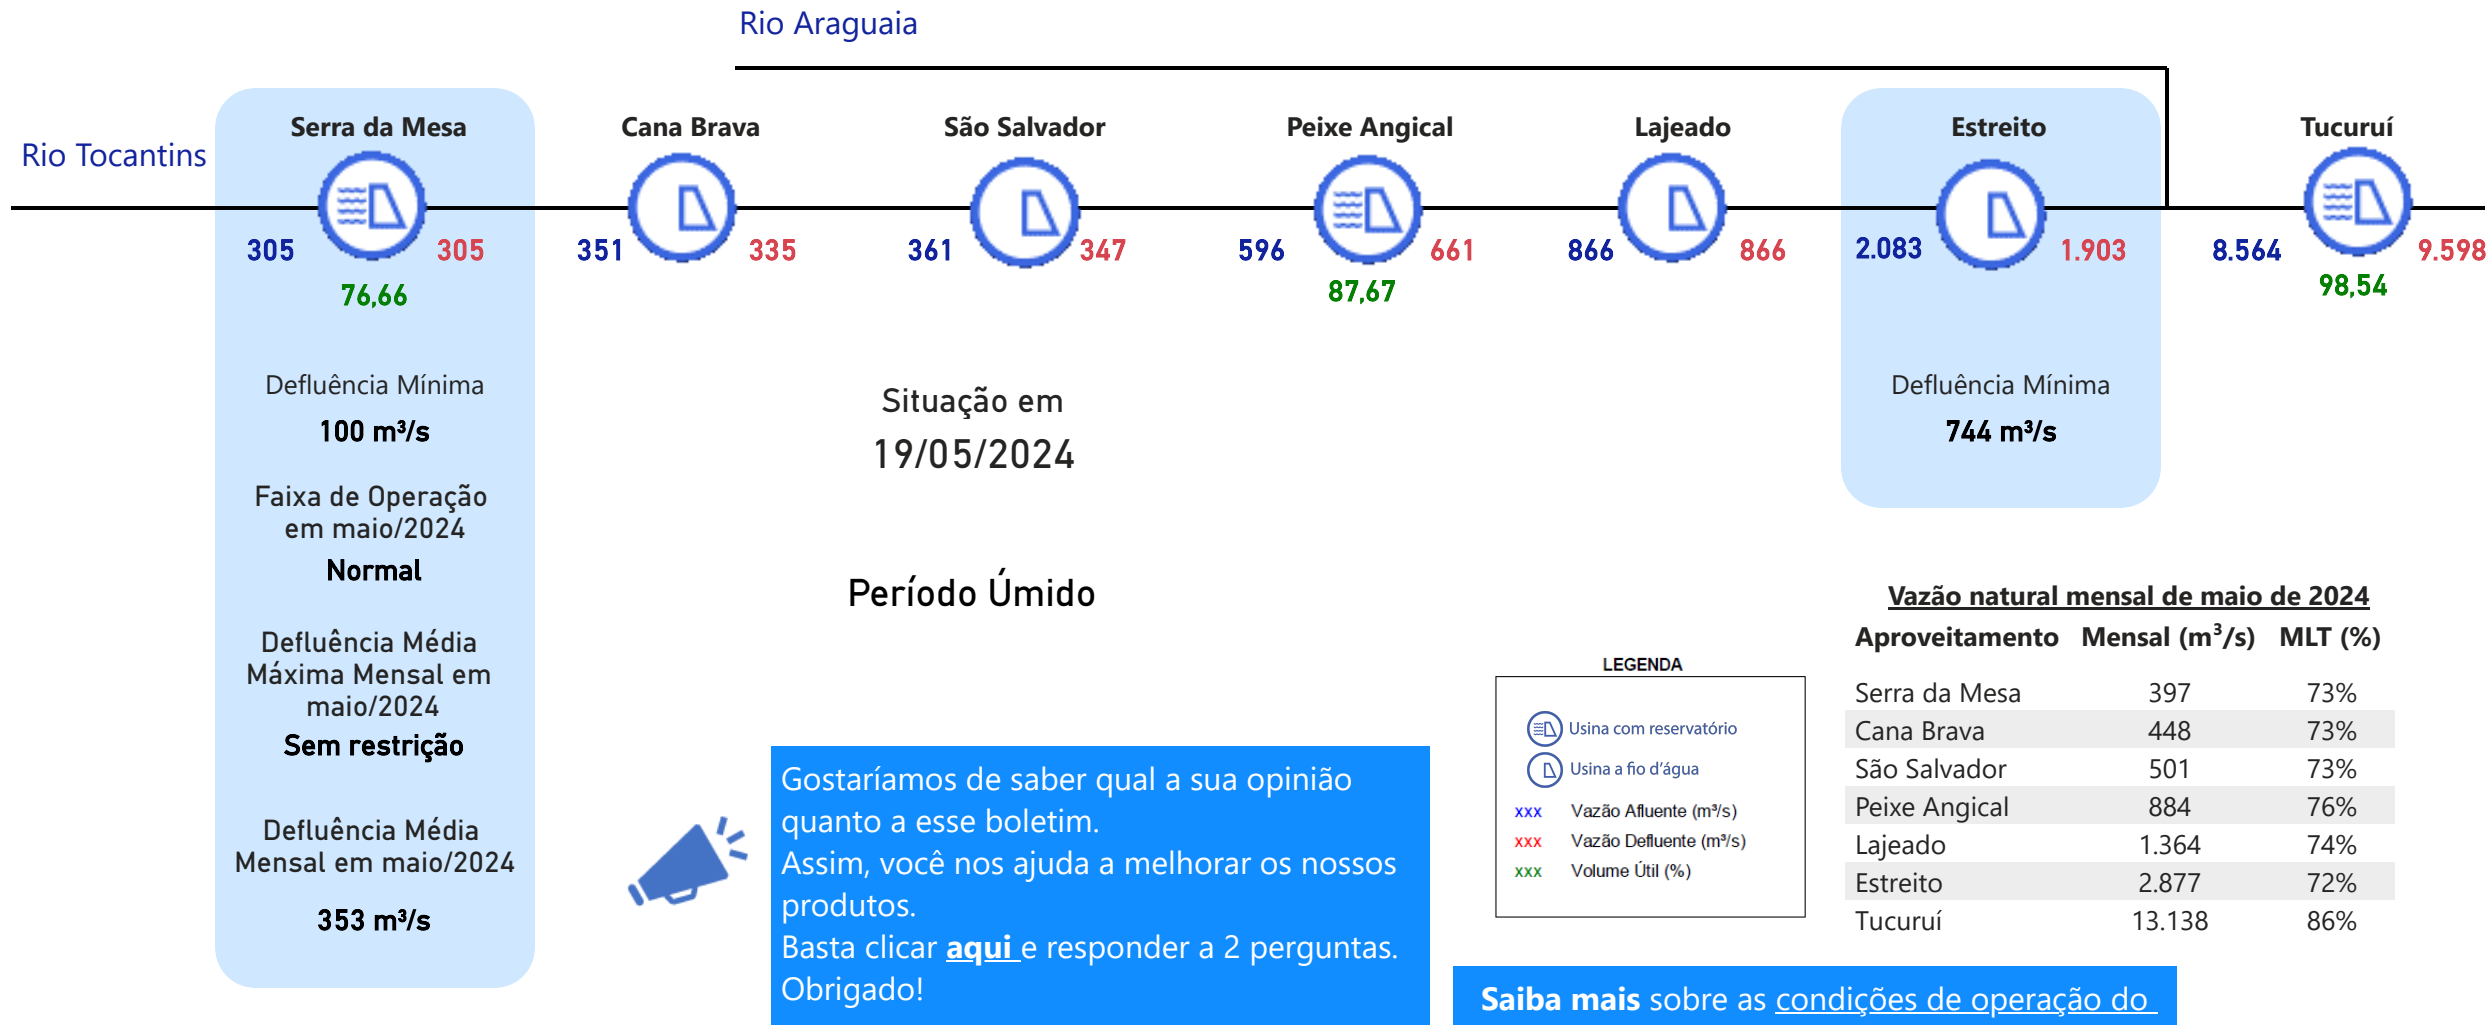 Rio Araguaia
Rio Tocantins
Serra da Mesa
Cana Brava
São Salvador
Peixe Angical
Lajeado
Estreito
Tucuruí
305
305
351
335
361
347
596
661
866
866
2.083
1.903
8.564
9.598
76,66
87,67
98,54
Defluência Mínima
100 m³/s
Faixa de Operação
em maio/2024
Normal
Defluência Média
Máxima Mensal em
maio/2024
Sem restrição
Defluência Média
Mensal em maio/2024
353 m³/s
Situação em
19/05/2024
Período Úmido
Defluência Mínima
744 m³/s
Gostaríamos de saber qual a sua opinião
quanto a esse boletim.
Assim, você nos ajuda a melhorar os nossos
produtos.
Basta clicar aqui e responder a 2 perguntas.
Obrigado!
LEGENDA
Usina com reservatório
Usina a fio d'água
xxx Vazão Afluente (m³/s)
xxx Vazão Defluente (m³/s)
xxx Volume Útil (%)
Vazão natural mensal de maio de 2024
Aproveitamento Mensal (m³/s) MLT (%)
Serra da Mesa 397 73%
Cana Brava 448 73%
São Salvador 501 73%
Peixe Angical 884 76%
Lajeado 1.364 74%
Estreito 2.877 72%
Tucuruí 13.138 86%
Saiba mais sobre as condições de operação do